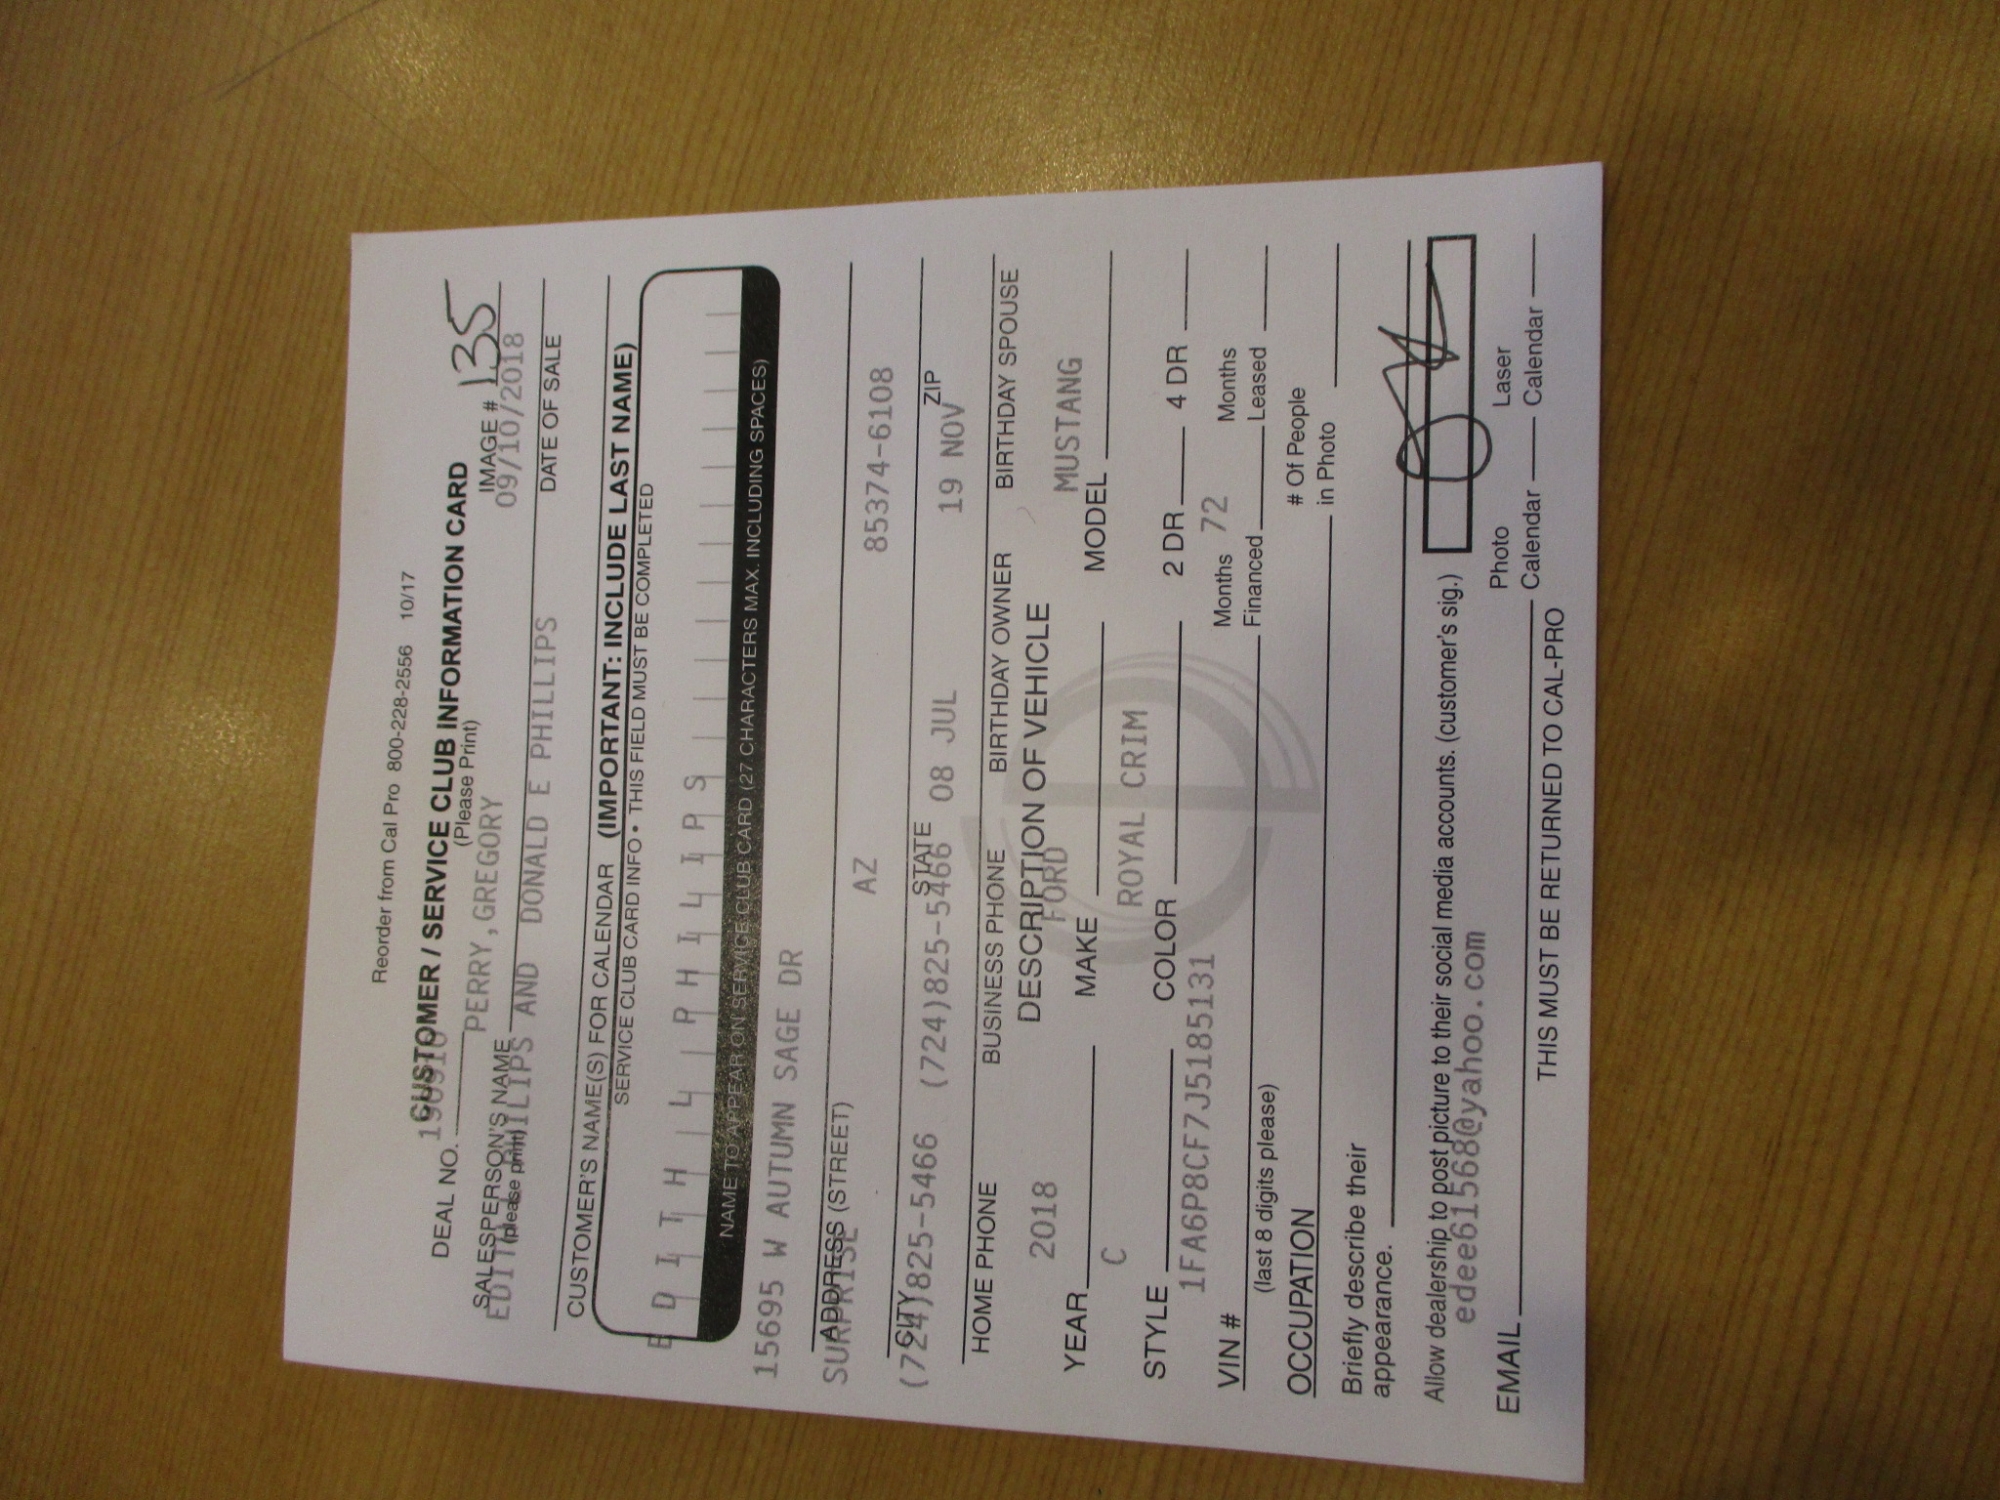 Reorder from Cal Pro 800-228-2556 10/17
CUSTOMER / SERVICE CLUB INFORMATION CARD
(Please Print)
DEAL NO. IMAGE # 135
PERRY,GREGORY 09/10/2018
SALESPERSON'S NAME DATE OF SALE
(please print)
EDITH L PHILLIPS AND DONALD E PHILLIPS
CUSTOMER'S NAME(S) FOR CALENDAR (IMPORTANT: INCLUDE LAST NAME)
SERVICE CLUB CARD INFO • THIS FIELD MUST BE COMPLETED
E D I T H L P H I L I P S
NAME TO APPEAR ON SERVICE CLUB CARD (27 CHARACTERS MAX. INCLUDING SPACES)
15695 W AUTUMN SAGE DR
ADDRESS (STREET)
SURPRISE AZ 85374-6108
CITY STATE ZIP
(724)825-5466 (724)825-5466 08 JUL 19 NOV
HOME PHONE BUSINESS PHONE BIRTHDAY OWNER BIRTHDAY SPOUSE
DESCRIPTION OF VEHICLE
2018 FORD MUSTANG
YEAR MAKE MODEL
C ROYAL CRIM
STYLE COLOR 2 DR 4 DR
1FA6P8CF7J5185131 72
VIN # Months Financed Months Leased
(last 8 digits please)
OCCUPATION # Of People in Photo
Briefly describe their
appearance.
Allow dealership to post picture to their social media accounts. (customer's sig.)
edee61568@yahoo.com
EMAIL Photo Calendar Laser Calendar
THIS MUST BE RETURNED TO CAL-PRO